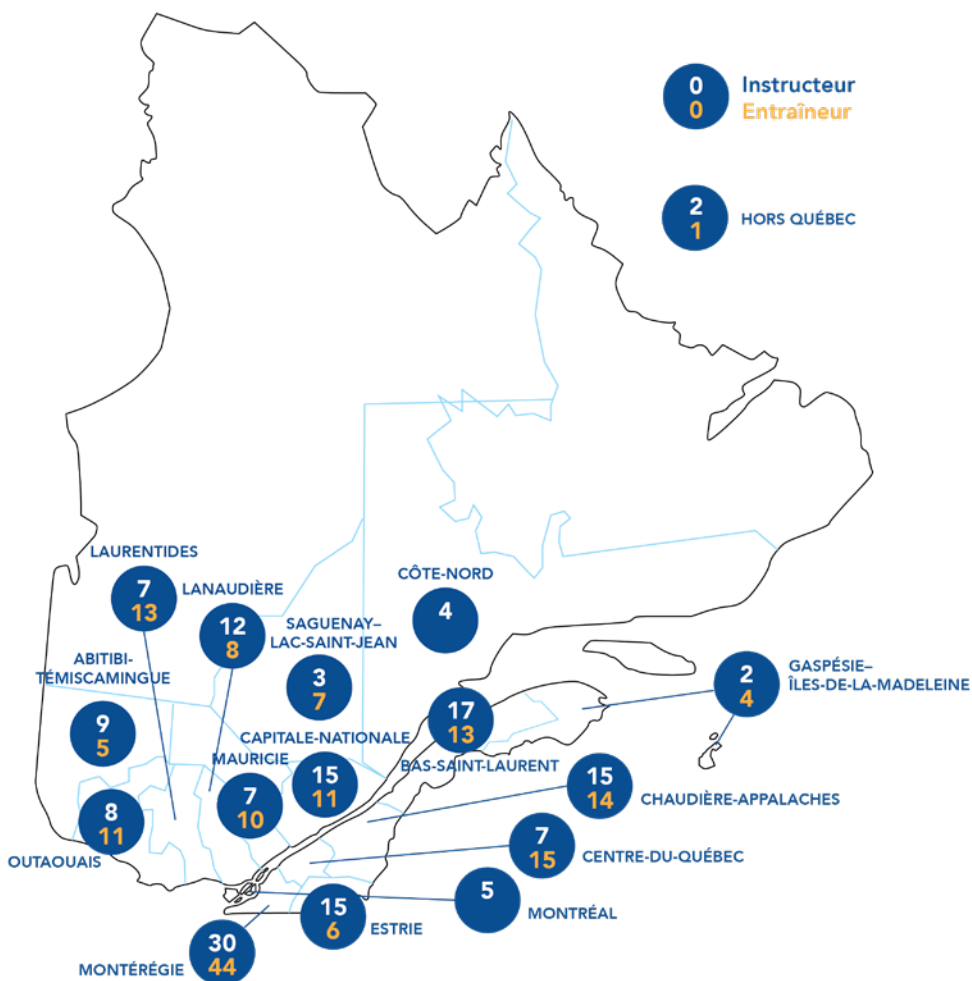 0
0
Instructeur
Entraîneur
2
1
HORS QUÉBEC
LAURENTIDES
7
13
LANAUDIÈRE
12
8
CÔTE-NORD
4
SAGUENAY–
LAC-SAINT-JEAN
3
7
ABITIBI-
TÉMISCAMINGUE
9
5
GASPÉSIE–
ÎLES-DE-LA-MADELEINE
2
4
17
13
BAS-SAINT-LAURENT
CAPITALE-NATIONALE
15
11
MAURICIE
7
10
15
14
CHAUDIÈRE-APPALACHES
8
11
OUTAOUAIS
7
15
CENTRE-DU-QUÉBEC
5
MONTRÉAL
15
6
ESTRIE
30
44
MONTÉRÉGIE